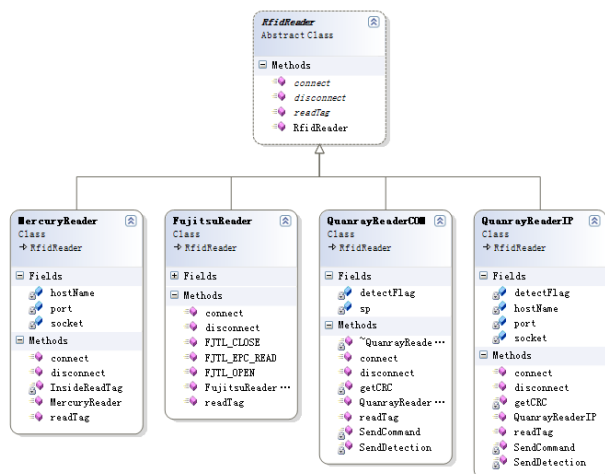 RfidReader
Abstract Class
Methods
connect
disconnect
readTag
RfidReader
MercuryReader
Class
RfidReader
Fields
hostName
port
socket
Methods
connect
disconnect
InsideReadTag
MercuryReader
readTag
FujitsuReader
Class
RfidReader
Fields
Methods
connect
disconnect
FJTL_CLOSE
FJTL_EPC_READ
FJTL_OPEN
FujitsuReader ...
readTag
QuanrayReaderCOM
Class
RfidReader
Fields
detectFlag
sp
Methods
~QuanrayReade ...
connect
disconnect
getCRC
QuanrayReader ...
readTag
SendCommand
SendDetection
QuanrayReaderIP
Class
RfidReader
Fields
detectFlag
hostName
port
socket
Methods
connect
disconnect
getCRC
QuanrayReaderIP
readTag
SendCommand
SendDetection